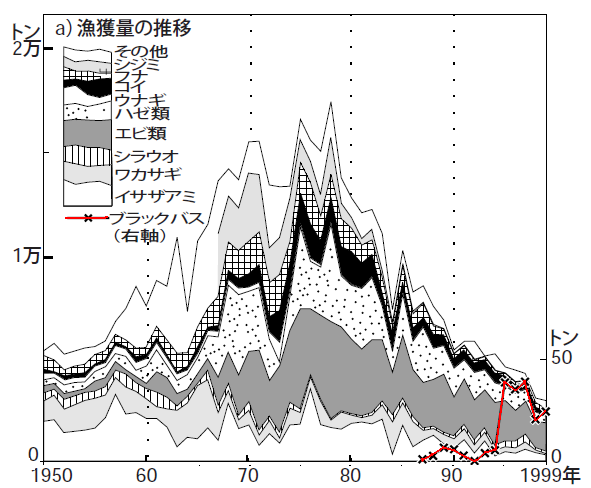 トン
2万
a) 漁獲量の推移
その他
シジミ
フナ
コイ
ウナギ
ハゼ類
エビ類
シラウオ
ワカサギ
イサザアミ
ブラックバス
(右軸)
1万
トン
50
0
0
1950
60
70
80
90
1999年